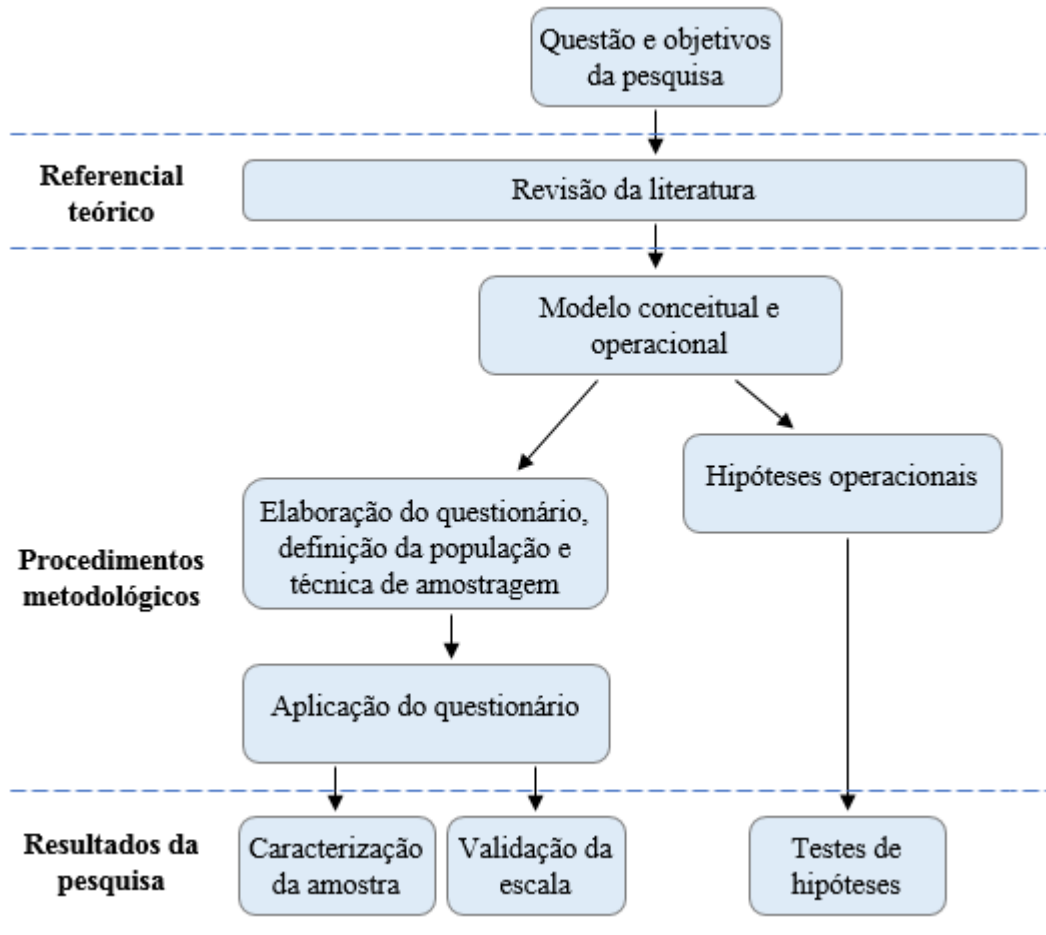 Questão e objetivos
da pesquisa
Referencial
teórico
Revisão da literatura
Modelo conceitual e
operacional
Hipóteses operacionais
Elaboração do questionário,
definição da população e
técnica de amostragem
Procedimentos
metodológicos
Aplicação do questionário
Resultados da
pesquisa
Caracterização
da amostra
Validação da
escala
Testes de
hipóteses